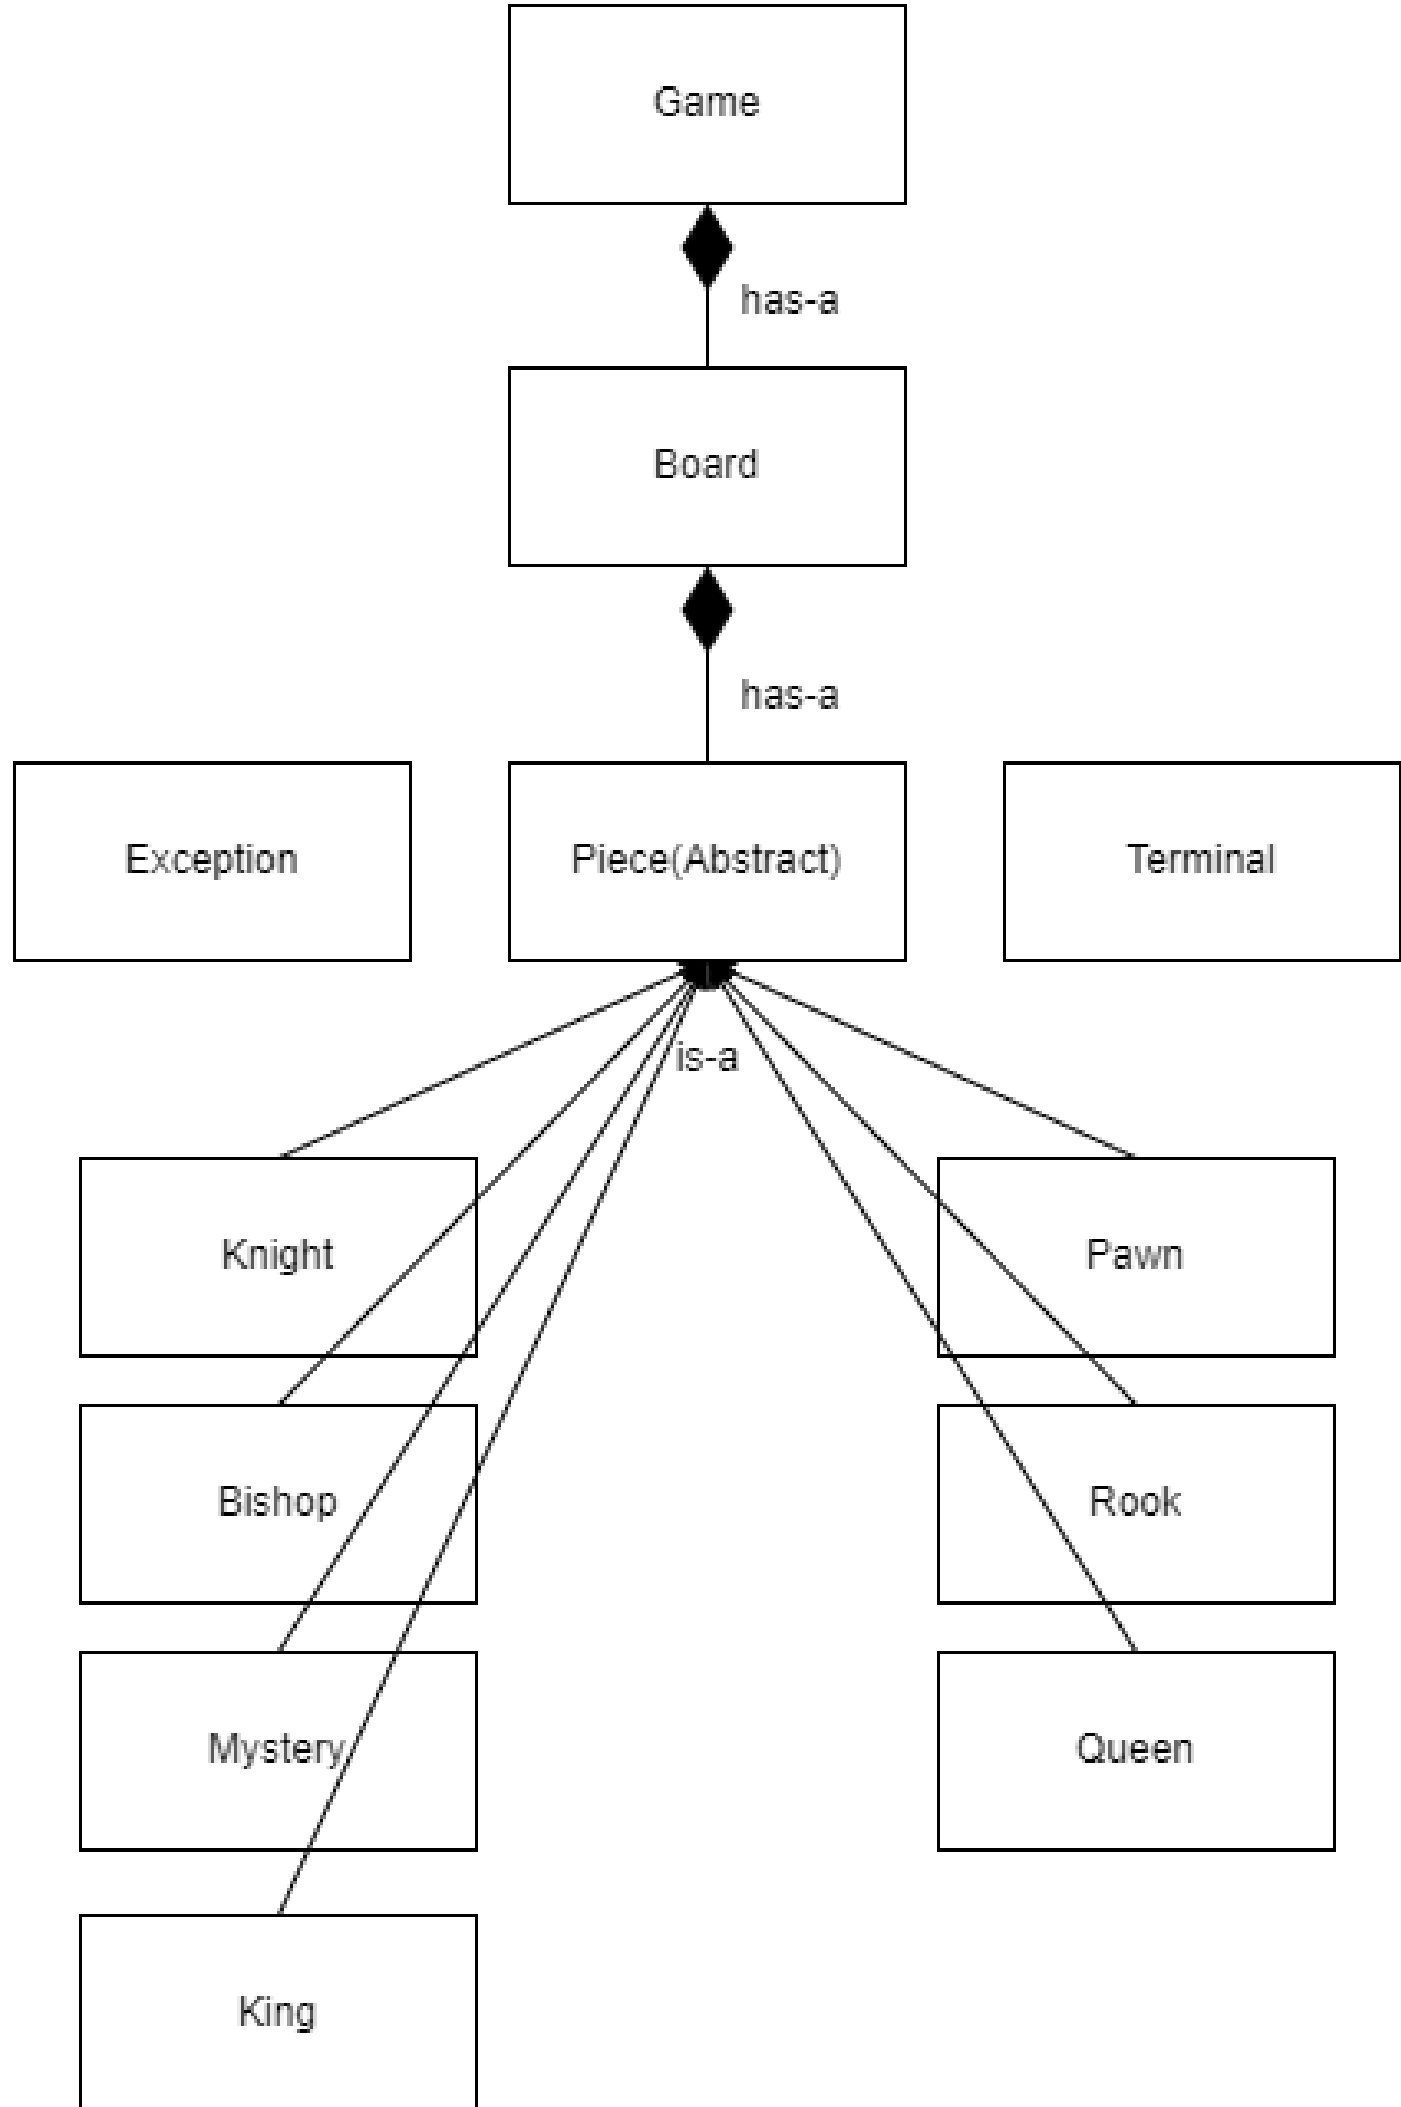 Game
has-a
Board
has-a
Exception
Piece(Abstract)
Terminal
is-a
Knight
Pawn
Bishop
Rook
Mystery
Queen
King